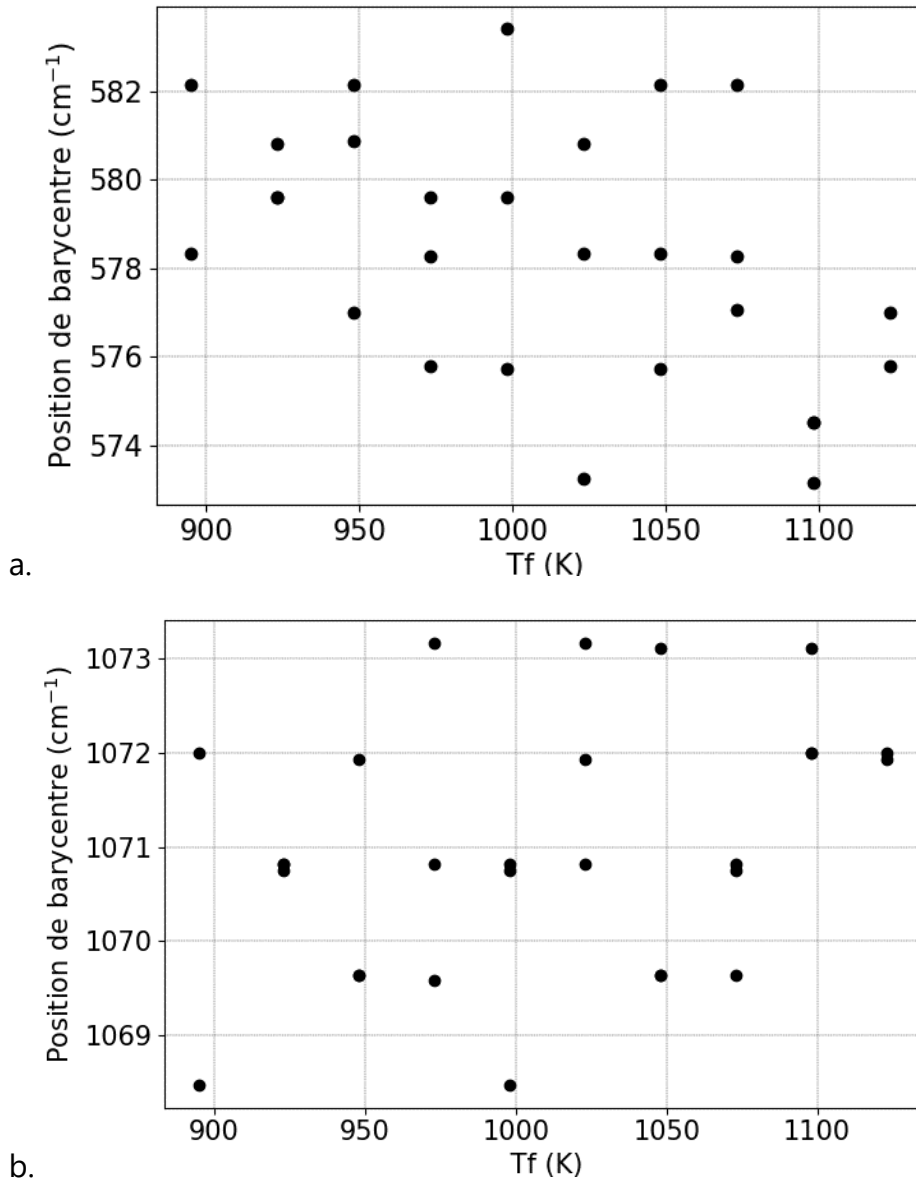 Position de barycentre (cm⁻¹)
582
580
578
576
574
900 950 1000 1050 1100
Tf (K)
a.
Position de barycentre (cm⁻¹)
1073
1072
1071
1070
1069
900 950 1000 1050 1100
Tf (K)
b.